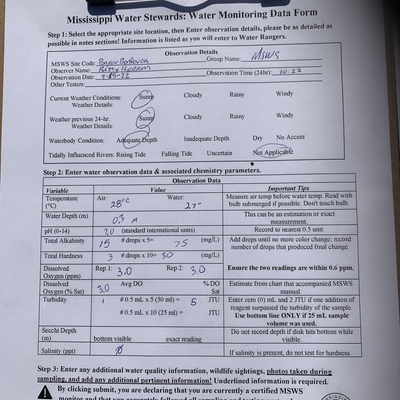 Mississippi Water Stewards: Water Monitoring Data Form
Step 1: Select the appropriate site location, then Enter observation details, please be as detailed as
possible in notes sections! Information is listed as you will enter to Water Rangers.
Observation Details
MSWS Site Code: Group Name: MSWS
Observer Name: Observation Time (24hr): 10:22
Observation Date:
Other Testers:
Current Weather Conditions: Sunny Cloudy Rainy Windy
Weather Details:
Weather previous 24-hr. Sunny Cloudy Rainy Windy
Weather Details:
Waterbody Condition: Adequate Depth Inadequate Depth Dry No Access
Tidally Influenced Rivers: Rising Tide Falling Tide Uncertain Not Applicable
Step 2: Enter water observation data & associated chemistry parameters.
Observation Data
Variable Value Important Tips
Temperature (°C) Air: 28°C Water: 27° Measure air temp before water temp. Read with bulb submerged if possible. Don't touch bulb.
Water Depth (m) 0.3 m This can be an estimation or exact measurement.
pH (0-14) 7.0 (standard international units) Record to nearest 0.5 unit.
Total Alkalinity 15 # drops x 5= 75 (mg/L) Add drops until no more color change; record number of drops that produced final change.
Total Hardness 3 # drops x 10= 30 (mg/L)
Dissolved Oxygen (ppm) Rep 1: 3.0 Rep 2: 3.0 Ensure the two readings are within 0.6 ppm.
Dissolved Oxygen (% Sat) 3.0 Avg DO % DO Sat Estimate from chart that accompanied MSWS manual.
Turbidity 1 # 0.5 mL x 5 (50 ml) = 5 JTU Enter zero (0) mL and 2 JTU if one addition of reagent surpassed the turbidity of the sample.
# 0.5 mL x 10 (25 ml) = JTU Use bottom line ONLY if 25 mL sample volume was used.
Secchi Depth (m) bottom visible exact reading Do not record depth if disk hits bottom while visible.
Salinity (ppt) If salinity is present, do not test for hardness.
Step 3: Enter any additional water quality information, wildlife sightings, photos taken during
sampling, and add any additional pertinent information! Underlined information is required.
By clicking submit, you are declaring that you are currently a certified MSWS